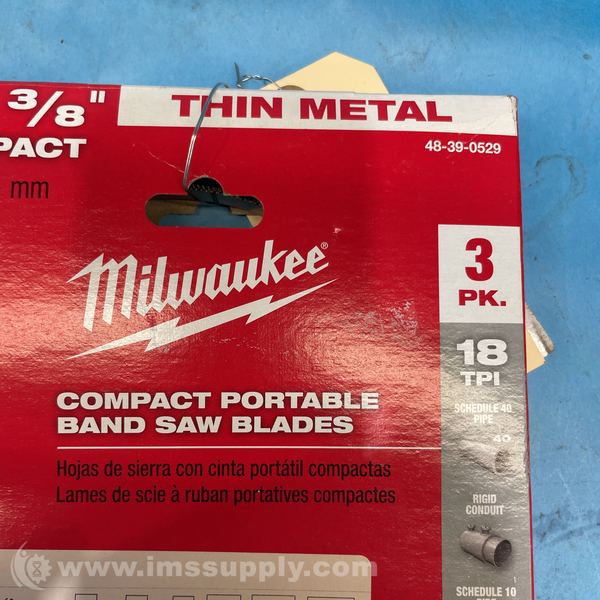 3/8"
THIN METAL
PACT
48-39-0529
mm
Milwaukee®
3
PK.
18
TPI
COMPACT PORTABLE
BAND SAW BLADES
SCHEDULE 40
PIPE
40
Hojas de sierra con cinta portátil compactas
Lames de scie à ruban portatives compactes
RIGID
CONDUIT
SCHEDULE 10
PIPE
www.imssupply.com